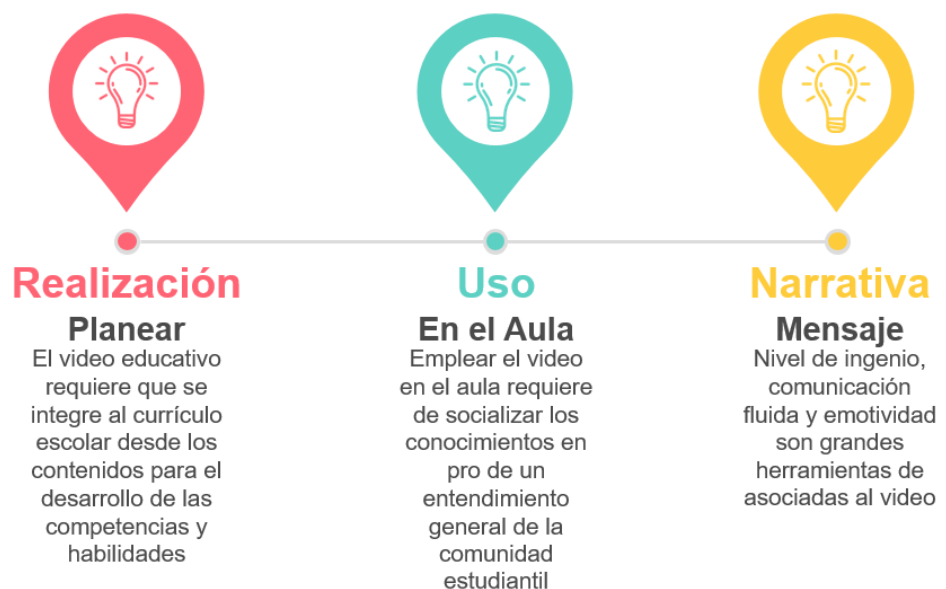 Realización
Planear
El video educativo
requiere que se
integre al currículo
escolar desde los
contenidos para el
desarrollo de las
competencias y
habilidades
Uso
En el Aula
Emplear el video
en el aula requiere
de socializar los
conocimientos en
pro de un
entendimiento
general de la
comunidad
estudiantil
Narrativa
Mensaje
Nivel de ingenio,
comunicación
fluida y emotividad
son grandes
herramientas de
asociadas al video